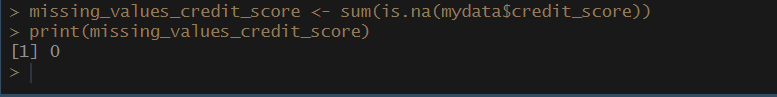 > missing_values_credit_score <- sum(is.na(mydata$credit_score))
> print(missing_values_credit_score)
[1] 0
>